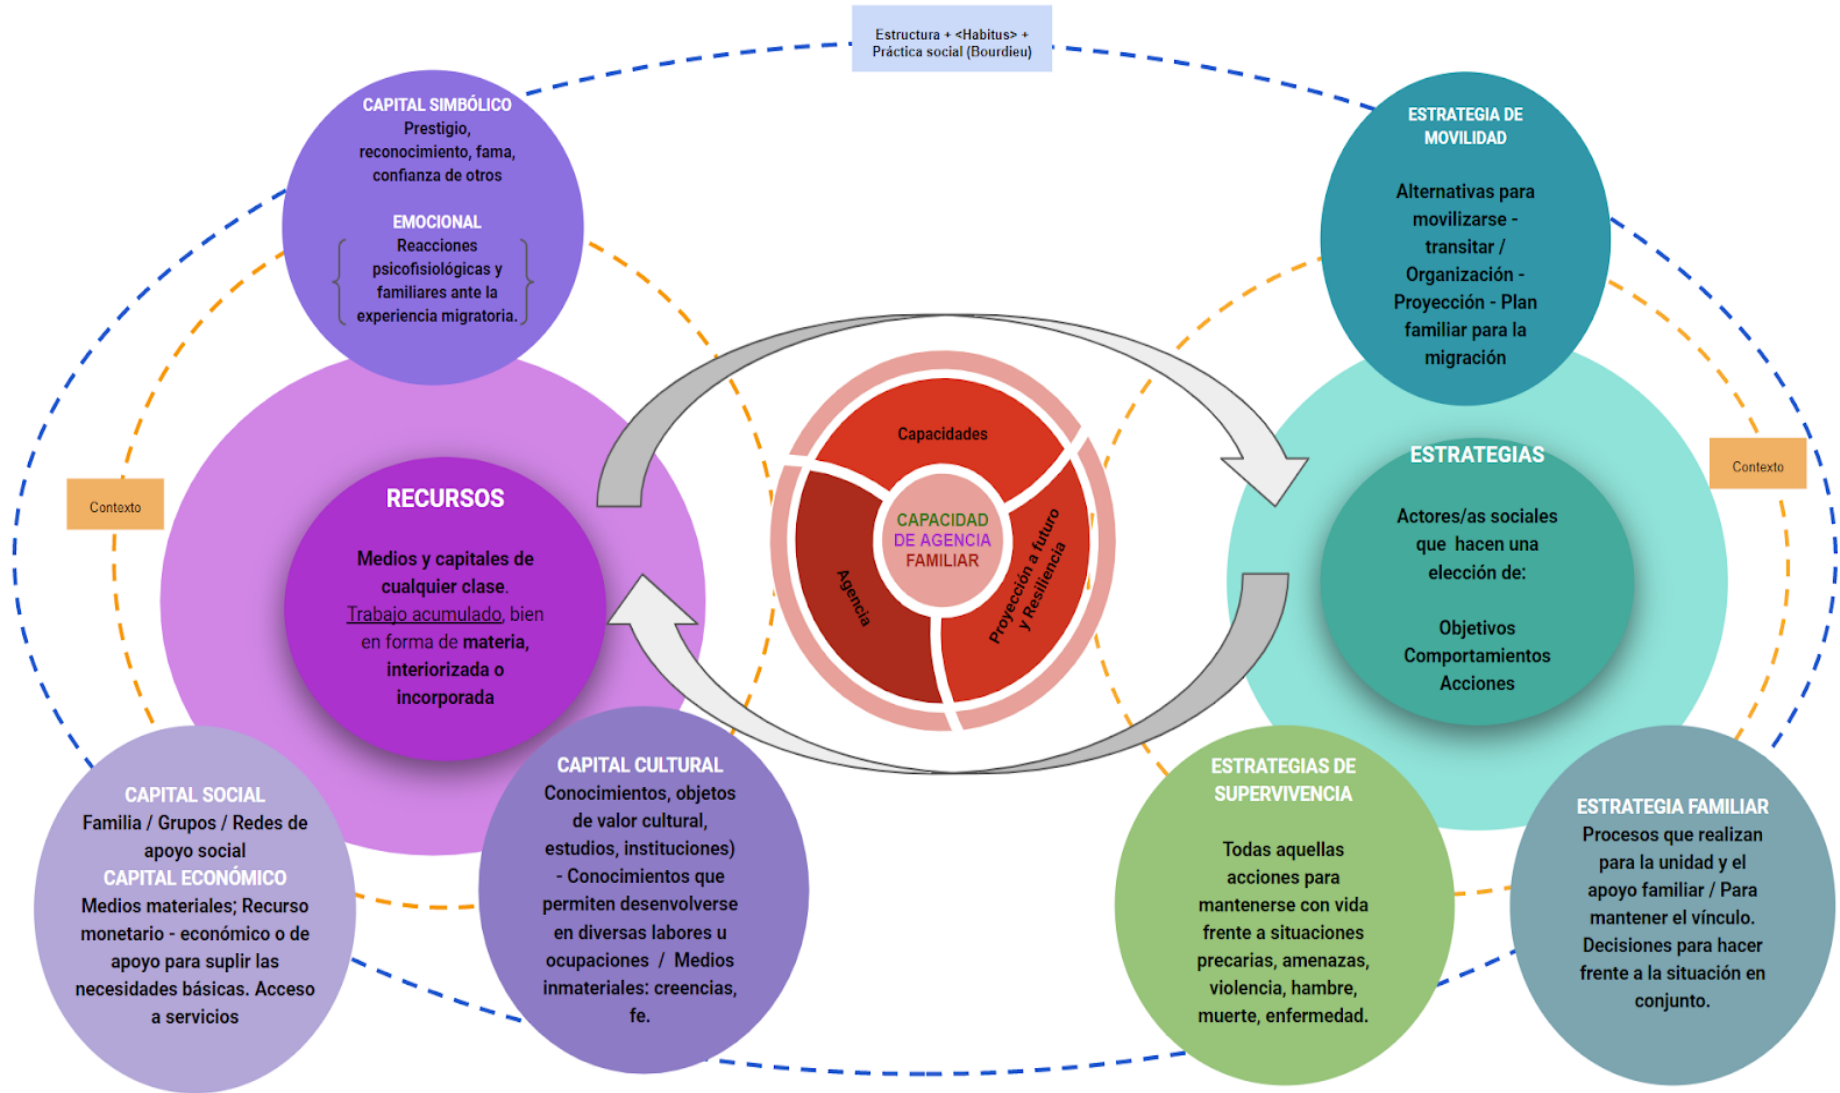 Estructura + <Habitus> +
Práctica social (Bourdieu)
CAPITAL SIMBÓLICO
Prestigio,
reconocimiento, fama,
confianza de otros
EMOCIONAL
Reacciones
psicofisiológicas y
familiares ante la
experiencia migratoria.
Contexto
RECURSOS
Medios y capitales de
cualquier clase.
Trabajo acumulado, bien
en forma de materia,
interiorizada o
incorporada
CAPITAL SOCIAL
Familia / Grupos / Redes de
apoyo social
CAPITAL ECONÓMICO
Medios materiales; Recurso
monetario - económico o de
apoyo para suplir las
necesidades básicas. Acceso
a servicios
CAPITAL CULTURAL
Conocimientos, objetos
de valor cultural,
estudios, instituciones)
- Conocimientos que
permiten desenvolverse
en diversas labores u
ocupaciones / Medios
inmateriales: creencias,
fe.
Capacidades
CAPACIDAD
DE AGENCIA
FAMILIAR
Agencia
Proyección a futuro
y Resiliencia
ESTRATEGIA DE
MOVILIDAD
Alternativas para
movilizarse -
transitar /
Organización -
Proyección - Plan
familiar para la
migración
Contexto
ESTRATEGIAS
Actores/as sociales
que hacen una
elección de:
Objetivos
Comportamientos
Acciones
ESTRATEGIAS DE
SUPERVIVENCIA
Todas aquellas
acciones para
mantenerse con vida
frente a situaciones
precarias, amenazas,
violencia, hambre,
muerte, enfermedad.
ESTRATEGIA FAMILIAR
Procesos que realizan
para la unidad y el
apoyo familiar / Para
mantener el vínculo.
Decisiones para hacer
frente a la situación en
conjunto.